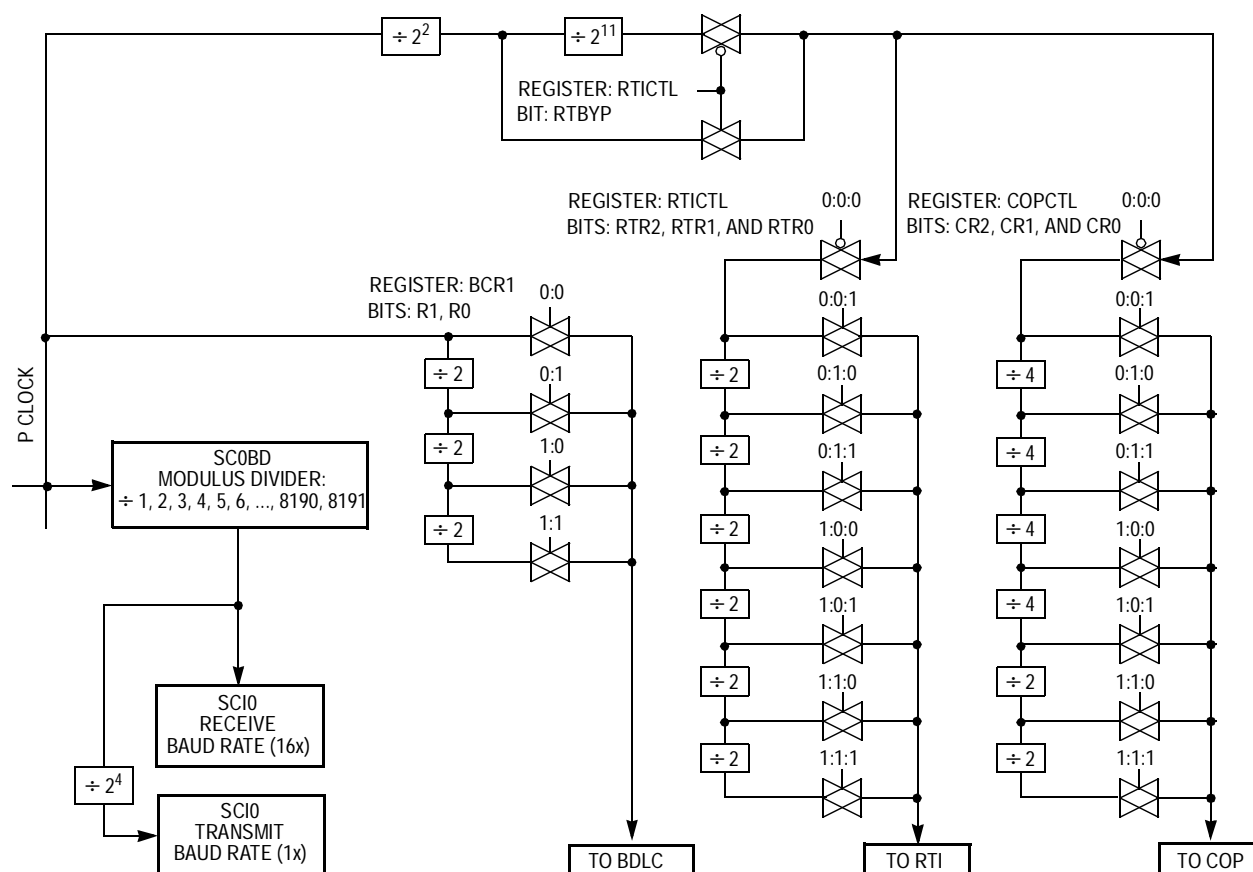 ÷ 2²
÷ 2¹¹
REGISTER: RTICTL
BIT: RTBYP
REGISTER: RTICTL
BITS: RTR2, RTR1, AND RTR0
0:0:0
REGISTER: COPCTL
BITS: CR2, CR1, AND CR0
0:0:0
REGISTER: BCR1
BITS: R1, R0
0:0
0:1
1:0
1:1
÷ 2
÷ 2
÷ 2
TO BDLC
0:0:1
0:1:0
0:1:1
1:0:0
1:0:1
1:1:0
1:1:1
÷ 2
÷ 2
÷ 2
÷ 2
÷ 2
÷ 2
TO RTI
0:0:1
0:1:0
0:1:1
1:0:0
1:0:1
1:1:0
1:1:1
÷ 4
÷ 4
÷ 4
÷ 4
÷ 2
÷ 2
TO COP
P CLOCK
SC0BD
MODULUS DIVIDER:
÷ 1, 2, 3, 4, 5, 6, ..., 8190, 8191
SCI0
RECEIVE
BAUD RATE (16x)
÷ 2⁴
SCI0
TRANSMIT
BAUD RATE (1x)